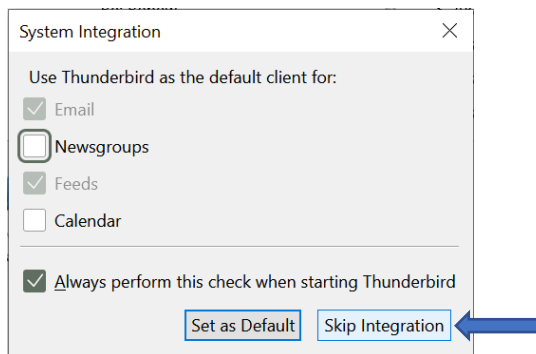 System Integration
Use Thunderbird as the default client for:
Email
Newsgroups
Feeds
Calendar
Always perform this check when starting Thunderbird
Set as Default
Skip Integration